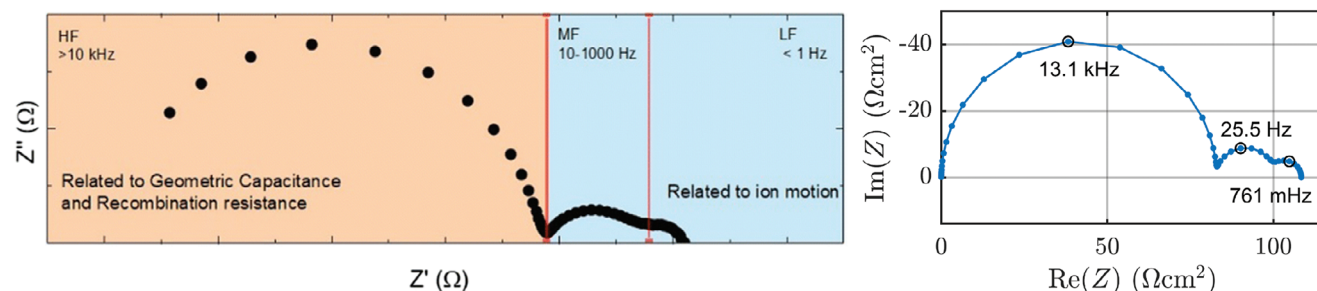 HF
>10 kHz
MF
10-1000 Hz
LF
< 1 Hz
Related to Geometric Capacitance
and Recombination resistance
Related to ion motion
Z" (Ω)
Z' (Ω)
-40
-20
0
Im(Z) (Ωcm²)
13.1 kHz
25.5 Hz
761 mHz
0
50
100
Re(Z) (Ωcm²)